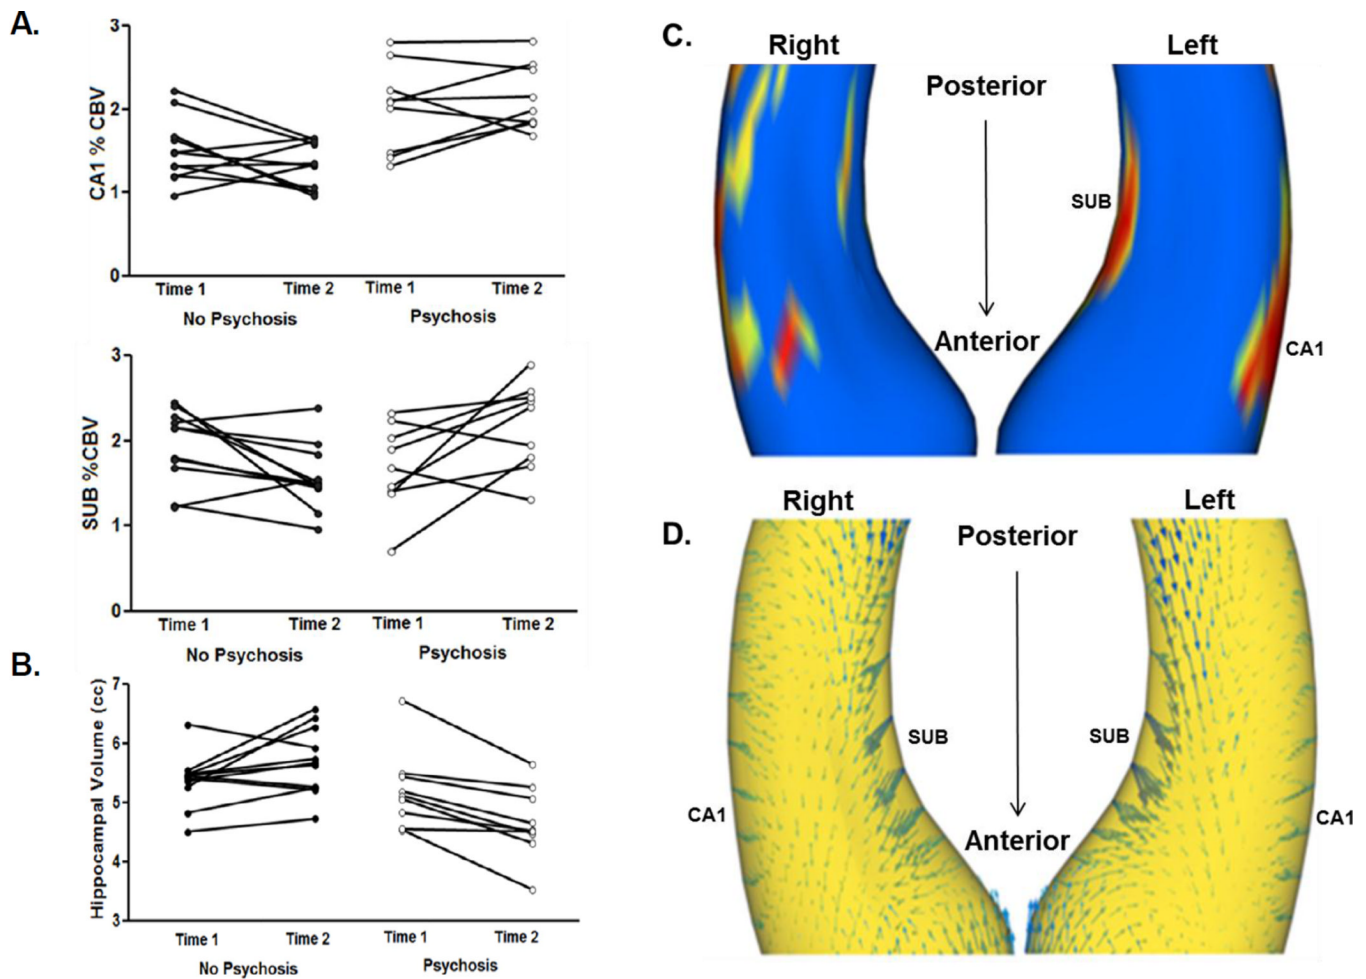 A.
CA1 % CBV
3
2
1
0
Time 1
Time 2
Time 1
Time 2
No Psychosis
Psychosis
SUB %CBV
3
2
1
0
Time 1
Time 2
Time 1
Time 2
No Psychosis
Psychosis
B.
Hippocampal Volume (cc)
7
6
5
4
3
Time 1
Time 2
Time 1
Time 2
No Psychosis
Psychosis
C.
Right
Left
Posterior
SUB
Anterior
CA1
D.
Right
Left
Posterior
SUB
SUB
CA1
CA1
Anterior